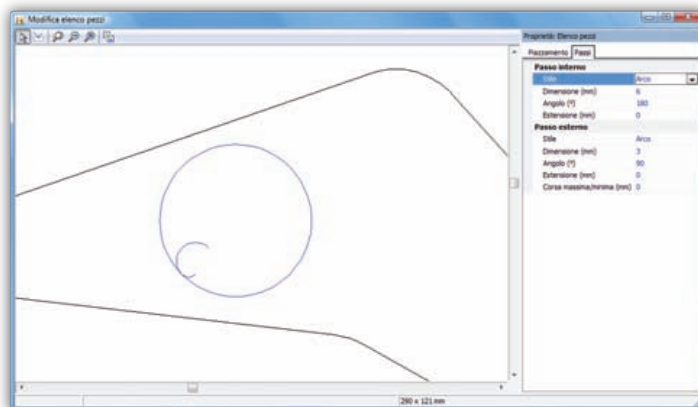 Modifica elenco pezzi
Proprietà: Elenco pezzi
Piazzamento Passi
Passo interno
Stile Arco
Dimensione (mm) 6
Angolo (º) 180
Estensione (mm) 0
Passo esterno
Stile Arco
Dimensione (mm) 3
Angolo (º) 90
Estensione (mm) 0
Corsa massima/minima (mm) 0
290 x 121 mm